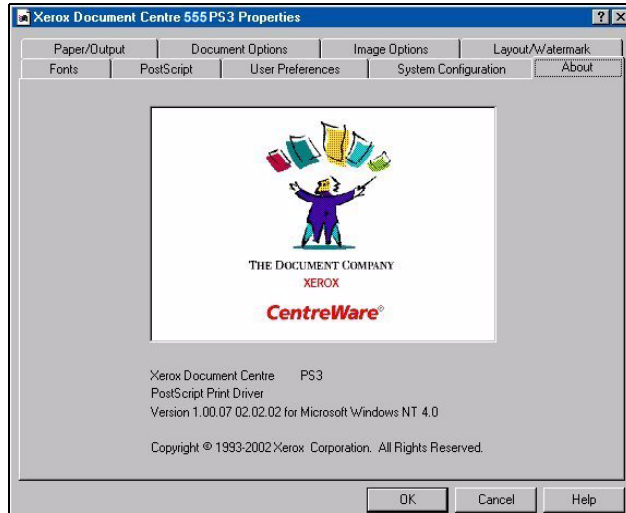 Xerox Document Centre 555 PS3 Properties
Paper/Output Document Options Image Options Layout/Watermark
Fonts PostScript User Preferences System Configuration About
THE DOCUMENT COMPANY
XEROX
CentreWare®
Xerox Document Centre PS3
PostScript Print Driver
Version 1.00.07 02.02.02 for Microsoft Windows NT 4.0
Copyright © 1993-2002 Xerox Corporation. All Rights Reserved.
OK Cancel Help